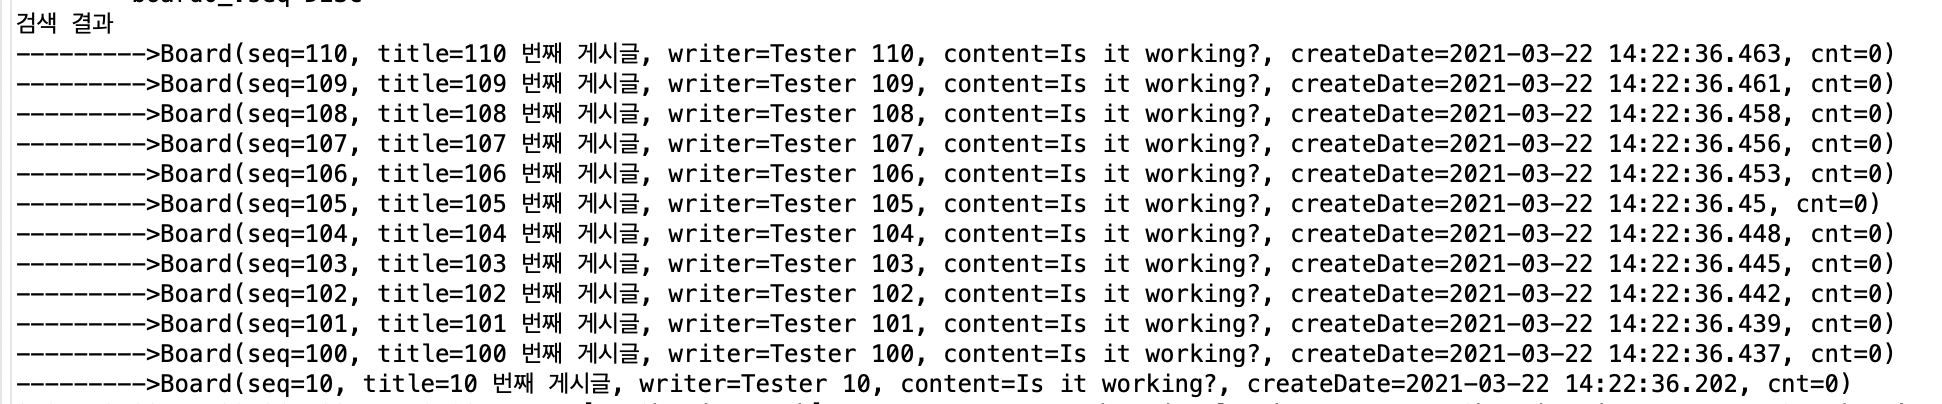 검색 결과
--------->Board(seq=110, title=110 번째 게시글, writer=Tester 110, content=Is it working?, createDate=2021-03-22 14:22:36.463, cnt=0)
--------->Board(seq=109, title=109 번째 게시글, writer=Tester 109, content=Is it working?, createDate=2021-03-22 14:22:36.461, cnt=0)
--------->Board(seq=108, title=108 번째 게시글, writer=Tester 108, content=Is it working?, createDate=2021-03-22 14:22:36.458, cnt=0)
--------->Board(seq=107, title=107 번째 게시글, writer=Tester 107, content=Is it working?, createDate=2021-03-22 14:22:36.456, cnt=0)
--------->Board(seq=106, title=106 번째 게시글, writer=Tester 106, content=Is it working?, createDate=2021-03-22 14:22:36.453, cnt=0)
--------->Board(seq=105, title=105 번째 게시글, writer=Tester 105, content=Is it working?, createDate=2021-03-22 14:22:36.45, cnt=0)
--------->Board(seq=104, title=104 번째 게시글, writer=Tester 104, content=Is it working?, createDate=2021-03-22 14:22:36.448, cnt=0)
--------->Board(seq=103, title=103 번째 게시글, writer=Tester 103, content=Is it working?, createDate=2021-03-22 14:22:36.445, cnt=0)
--------->Board(seq=102, title=102 번째 게시글, writer=Tester 102, content=Is it working?, createDate=2021-03-22 14:22:36.442, cnt=0)
--------->Board(seq=101, title=101 번째 게시글, writer=Tester 101, content=Is it working?, createDate=2021-03-22 14:22:36.439, cnt=0)
--------->Board(seq=100, title=100 번째 게시글, writer=Tester 100, content=Is it working?, createDate=2021-03-22 14:22:36.437, cnt=0)
--------->Board(seq=10, title=10 번째 게시글, writer=Tester 10, content=Is it working?, createDate=2021-03-22 14:22:36.202, cnt=0)